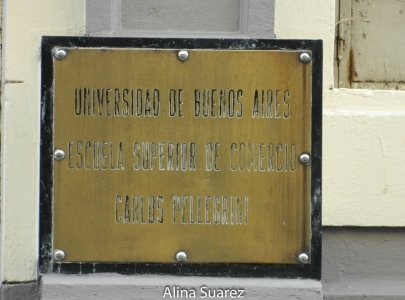 UNIVERSIDAD DE BUENOS AIRES
ESCUELA SUPERIOR DE COMERCIO
CARLOS PELLEGRINI
Alina Suarez